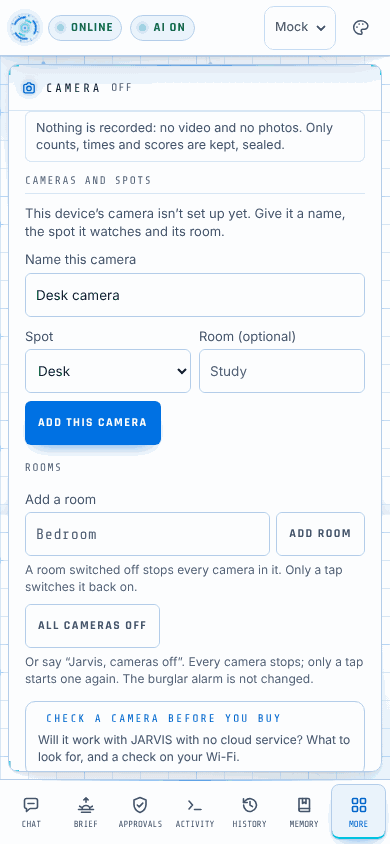 ONLINE
AI ON
Mock
CAMERA OFF
Nothing is recorded: no video and no photos. Only
counts, times and scores are kept, sealed.
CAMERAS AND SPOTS
This device’s camera isn’t set up yet. Give it a name,
the spot it watches and its room.
Name this camera
Desk camera
Spot
Room (optional)
Desk
Study
ADD THIS CAMERA
ROOMS
Add a room
Bedroom
ADD ROOM
A room switched off stops every camera in it. Only a tap
switches it back on.
ALL CAMERAS OFF
Or say “Jarvis, cameras off”. Every camera stops; only a tap
starts one again. The burglar alarm is not changed.
CHECK A CAMERA BEFORE YOU BUY
Will it work with JARVIS with no cloud service? What to
look for, and a check on your Wi-Fi.
CHAT
BRIEF
APPROVALS
ACTIVITY
HISTORY
MEMORY
MORE